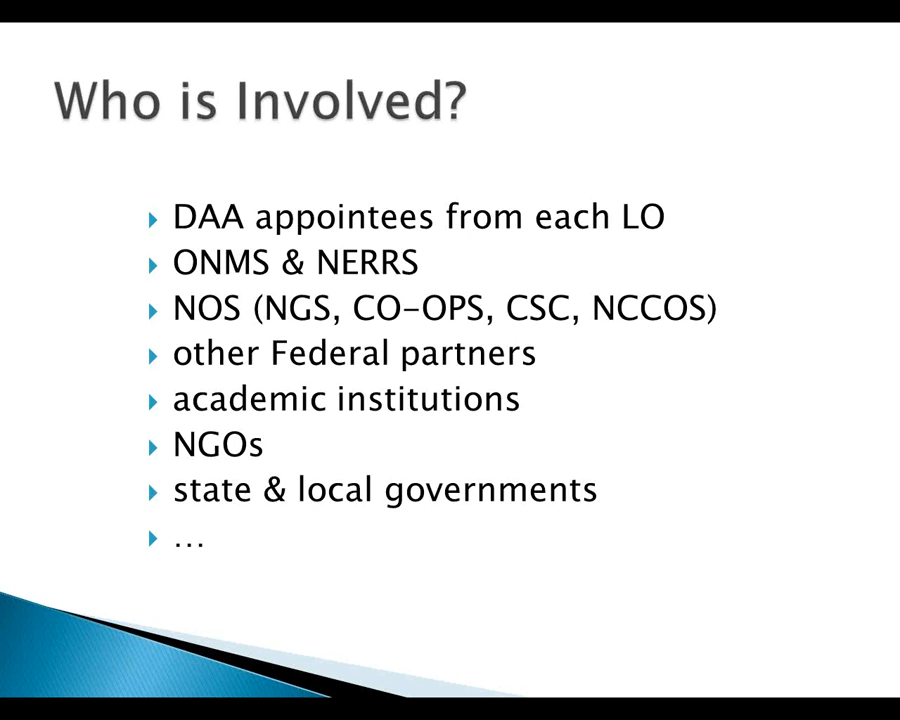 Who is Involved?
DAA appointees from each LO
ONMS & NERRS
NOS (NGS, CO-OPS, CSC, NCCOS)
other Federal partners
academic institutions
NGOs
state & local governments
…